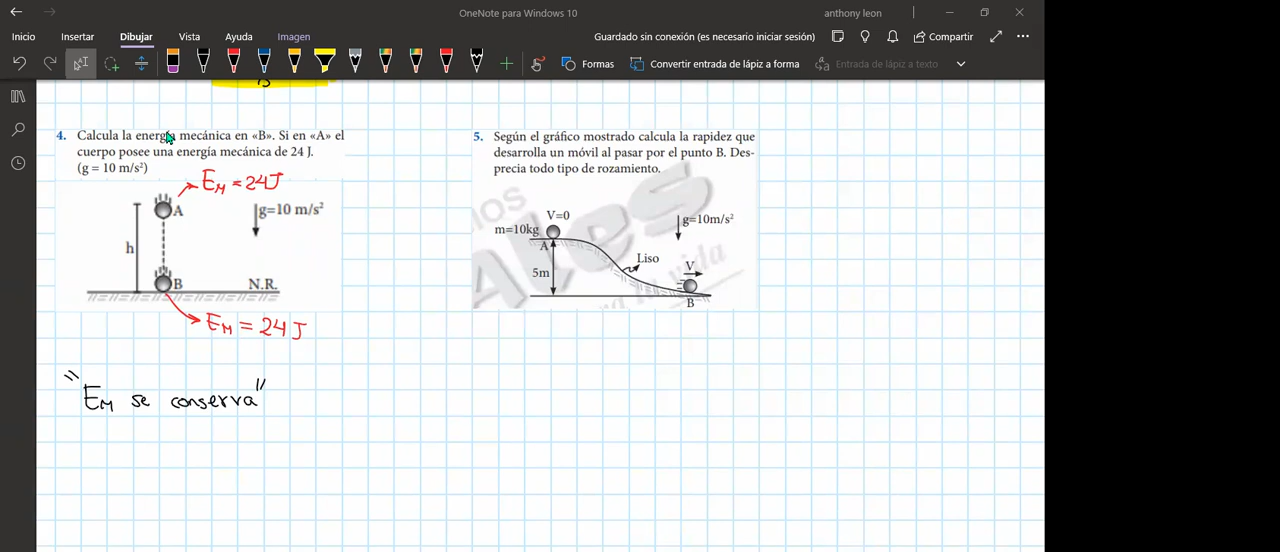 OneNote para Windows 10
anthony leon
Inicio Insertar Dibujar Vista Ayuda Imagen
Guardado sin conexión (es necesario iniciar sesión)
Compartir
Formas
Convertir entrada de lápiz a forma
Entrada de lápiz a texto
4. Calcula la energía mecánica en «B». Si en «A» el
cuerpo posee una energía mecánica de 24 J.
(g = 10 m/s²)
E_M = 24J
A
g=10 m/s²
h
B
N.R.
E_M = 24 J
"E_M se conserva"
5. Según el gráfico mostrado calcula la rapidez que
desarrolla un móvil al pasar por el punto B. Des-
precia todo tipo de rozamiento.
V=0
m=10kg
g=10m/s²
A
Liso
5m
V
B